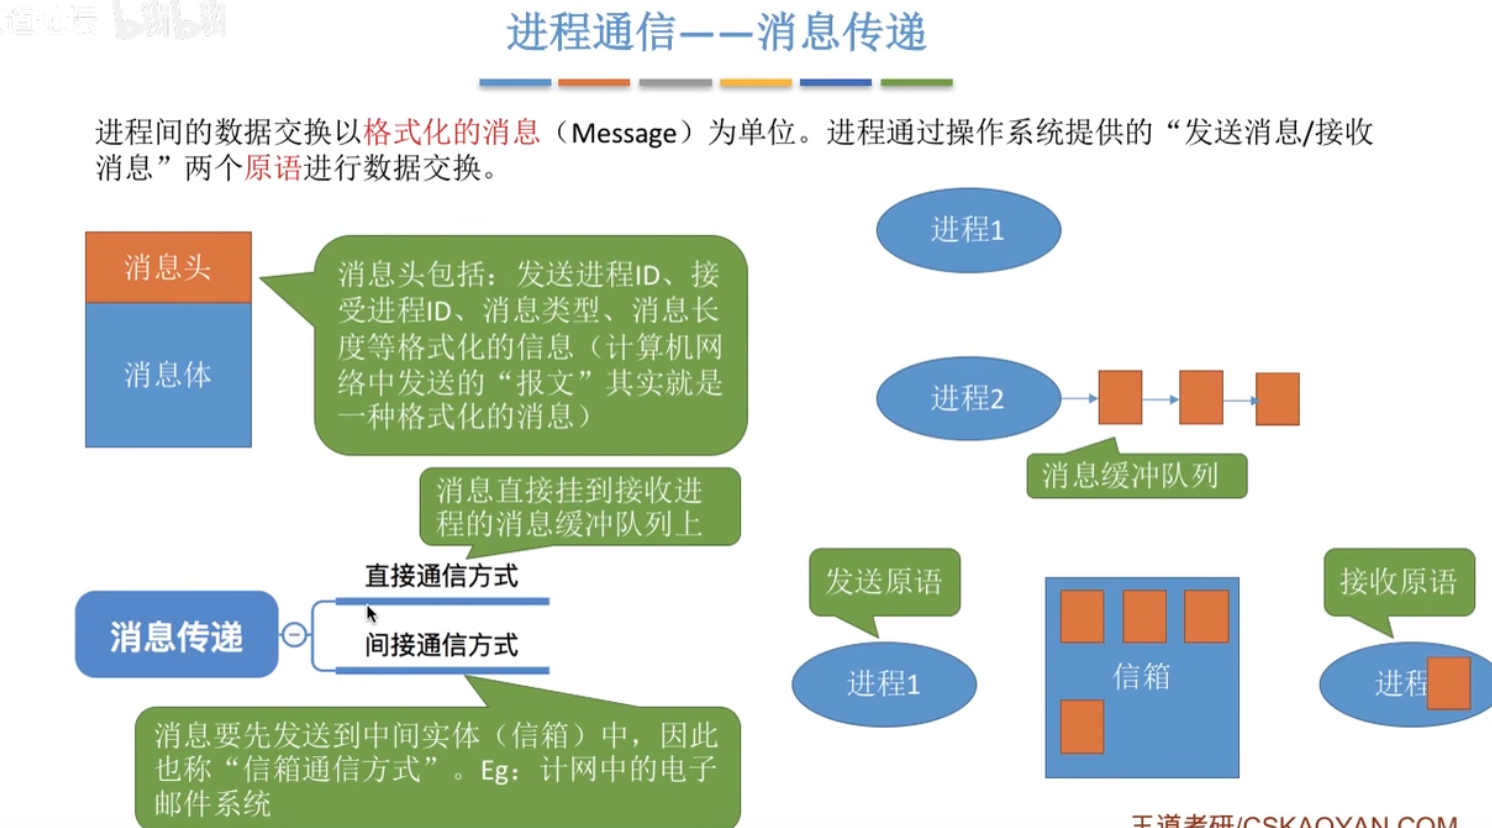 进程通信——消息传递
进程间的数据交换以格式化的消息（Message）为单位。进程通过操作系统提供的“发送消息/接收
消息”两个原语进行数据交换。
消息头
消息体
消息头包括：发送进程ID、接
受进程ID、消息类型、消息长
度等格式化的信息（计算机网
络中发送的“报文”其实就是
一种格式化的消息）
进程1
进程2
消息缓冲队列
消息直接挂到接收进
程的消息缓冲队列上
直接通信方式
消息传递
间接通信方式
消息要先发送到中间实体（信箱）中，因此
也称“信箱通信方式”。Eg：计网中的电子
邮件系统
发送原语
进程1
信箱
接收原语
进程
王道考研/CSKAOYAN.COM